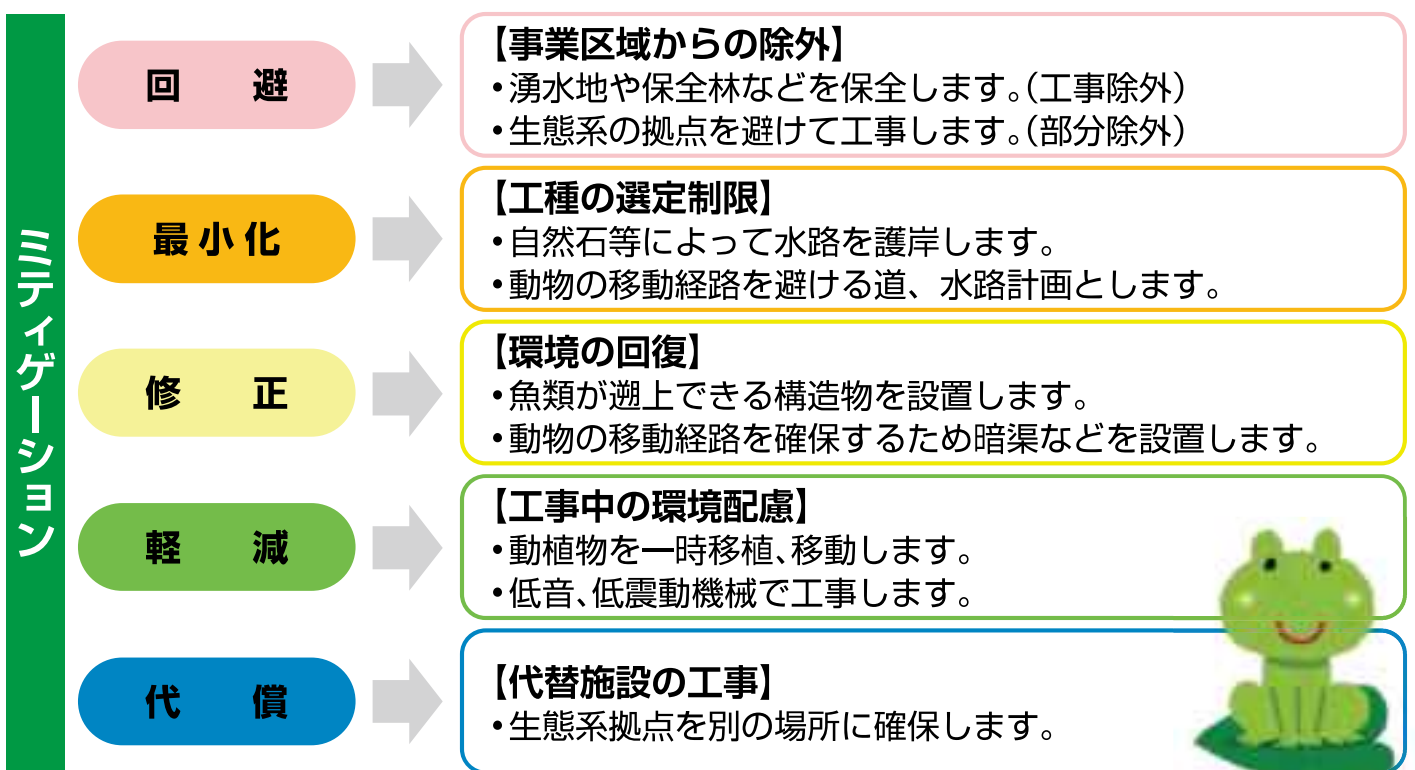 ミティゲーション
回　避
【事業区域からの除外】
•湧水地や保全林などを保全します。(工事除外)
•生態系の拠点を避けて工事します。(部分除外)
最小化
【工種の選定制限】
•自然石等によって水路を護岸します。
•動物の移動経路を避ける道、水路計画とします。
修　正
【環境の回復】
•魚類が遡上できる構造物を設置します。
•動物の移動経路を確保するため暗渠などを設置します。
軽　減
【工事中の環境配慮】
•動植物を一時移植､移動します。
•低音､低震動機械で工事します。
代　償
【代替施設の工事】
•生態系拠点を別の場所に確保します。